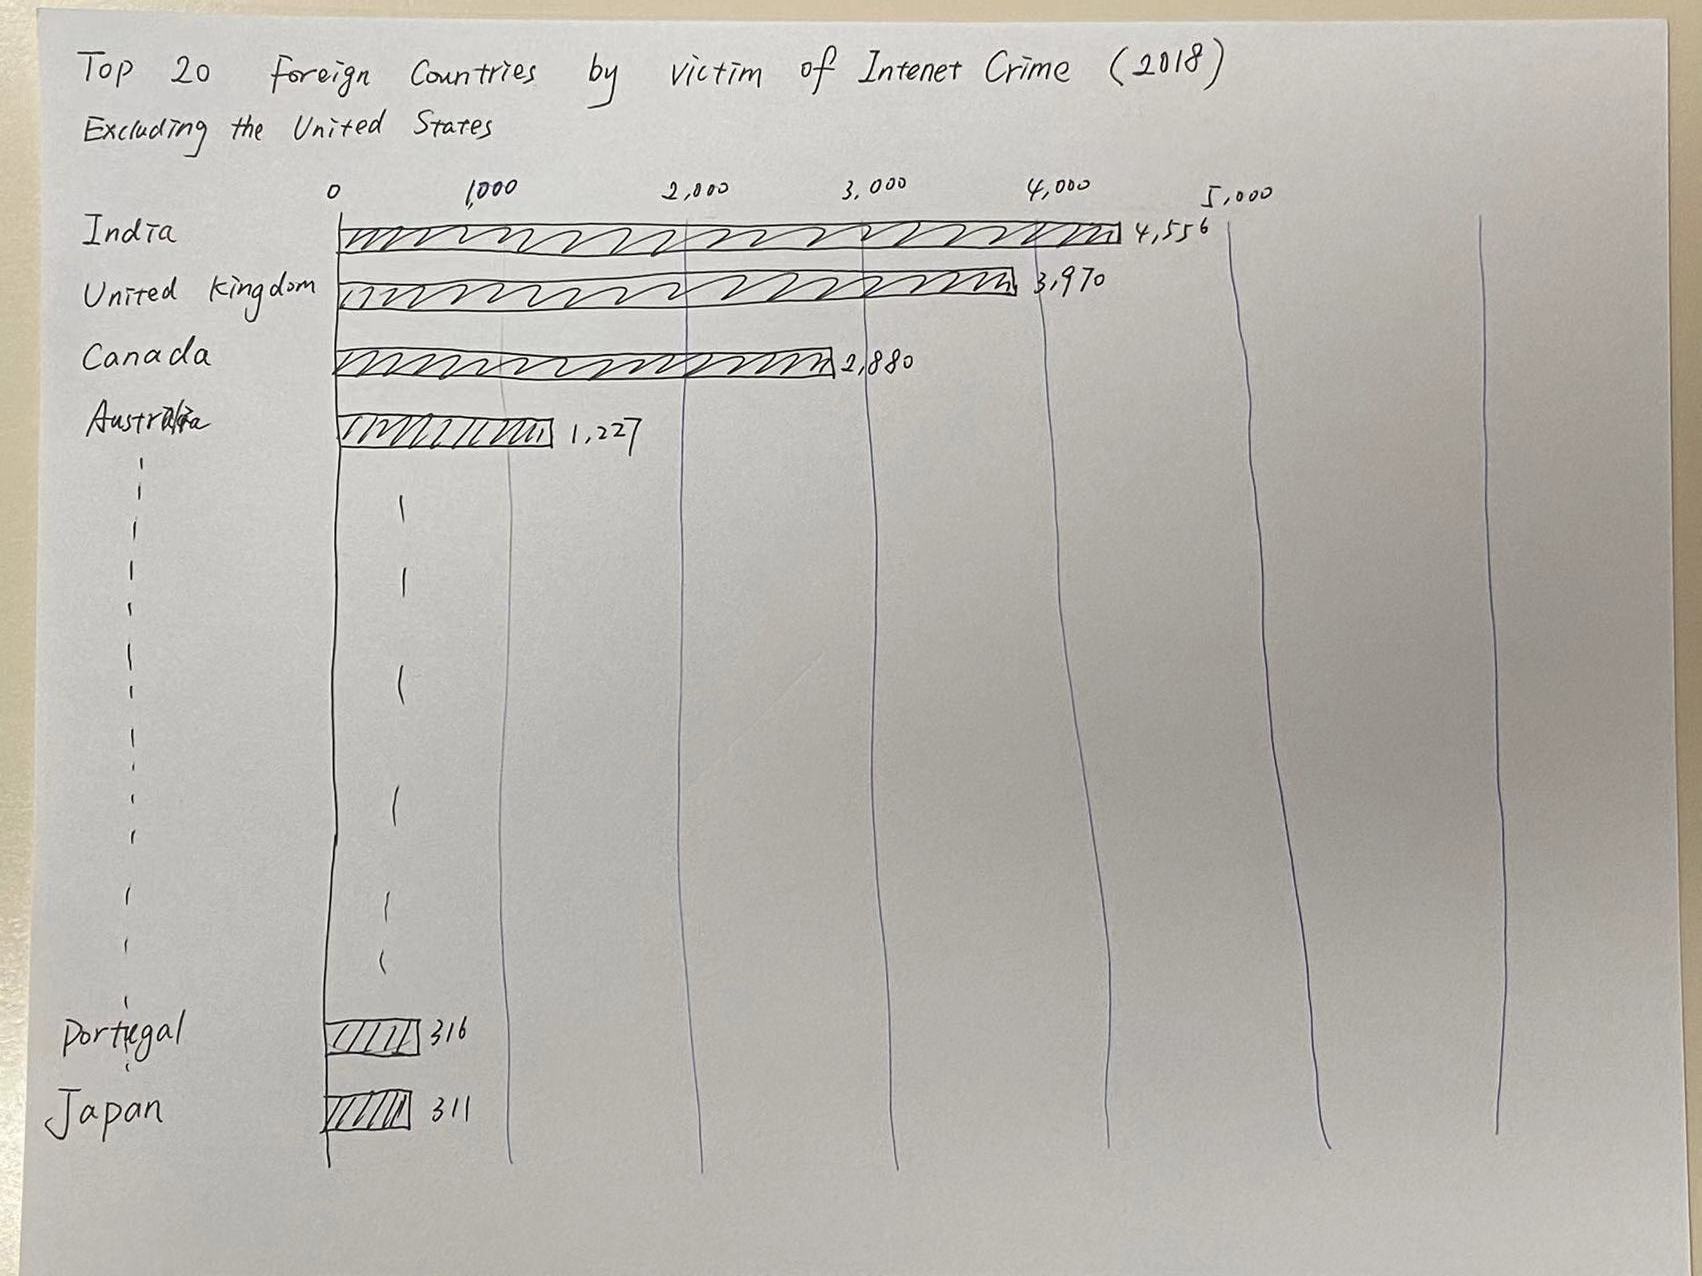 Top 20 Foreign Countries by victim of Intenet Crime (2018)
Excluding the United States
0 1,000 2,000 3,000 4,000 5,000
India 4,556
United Kingdom 3,970
Canada 2,880
Australia 1,227
Portugal 316
Japan 311